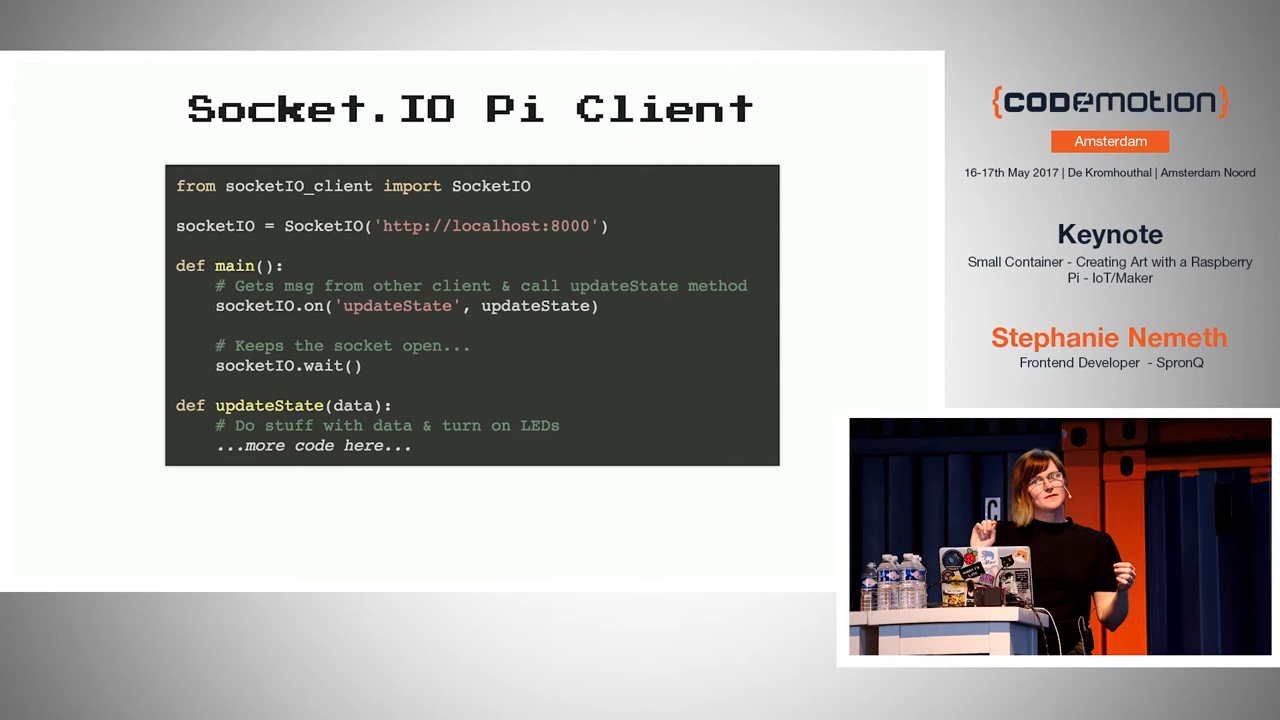 Socket.IO Pi Client
from socketIO_client import SocketIO
socketIO = SocketIO('http://localhost:8000')
def main():
# Gets msg from other client & call updateState method
socketIO.on('updateState', updateState)
# Keeps the socket open...
socketIO.wait()
def updateState(data):
# Do stuff with data & turn on LEDs
...more code here...
{CODEMOTION}
Amsterdam
16-17th May 2017 | De Kromhouthal | Amsterdam Noord
Keynote
Small Container - Creating Art with a Raspberry
Pi - IoT/Maker
Stephanie Nemeth
Frontend Developer - SpronQ
C